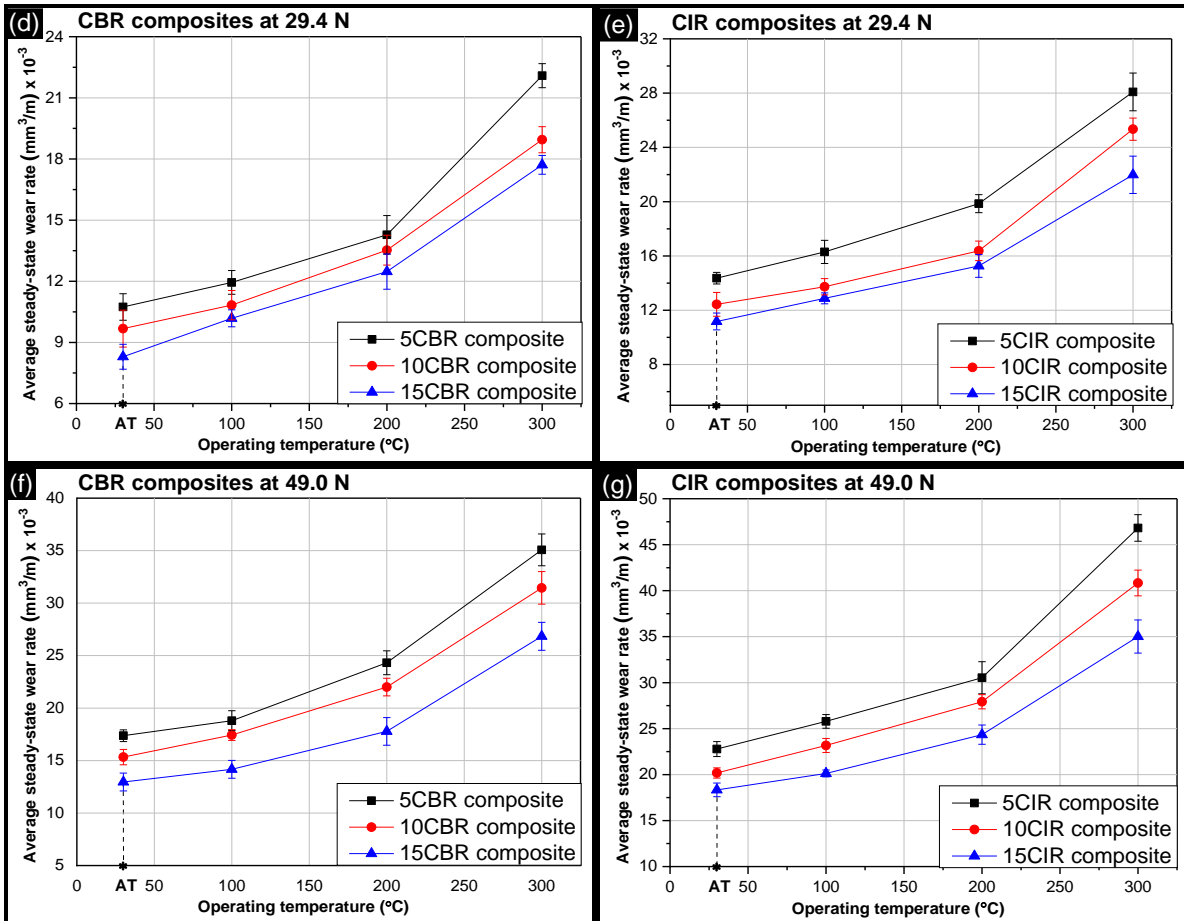 (d) CBR composites at 29.4 N
Average steady-state wear rate (mm³/m) x 10⁻³
24
21
18
15
12
9
6
0 AT 50 100 150 200 250 300
Operating temperature (°C)
5CBR composite
10CBR composite
15CBR composite
(e) CIR composites at 29.4 N
Average steady-state wear rate (mm³/m) x 10⁻³
32
28
24
20
16
12
8
0 AT 50 100 150 200 250 300
Operating temperature (°C)
5CIR composite
10CIR composite
15CIR composite
(f) CBR composites at 49.0 N
Average steady-state wear rate (mm³/m) x 10⁻³
40
35
30
25
20
15
10
5
0 AT 50 100 150 200 250 300
Operating temperature (°C)
5CBR composite
10CBR composite
15CBR composite
(g) CIR composites at 49.0 N
Average steady-state wear rate (mm³/m) x 10⁻³
50
45
40
35
30
25
20
15
10
0 AT 50 100 150 200 250 300
Operating temperature (°C)
5CIR composite
10CIR composite
15CIR composite